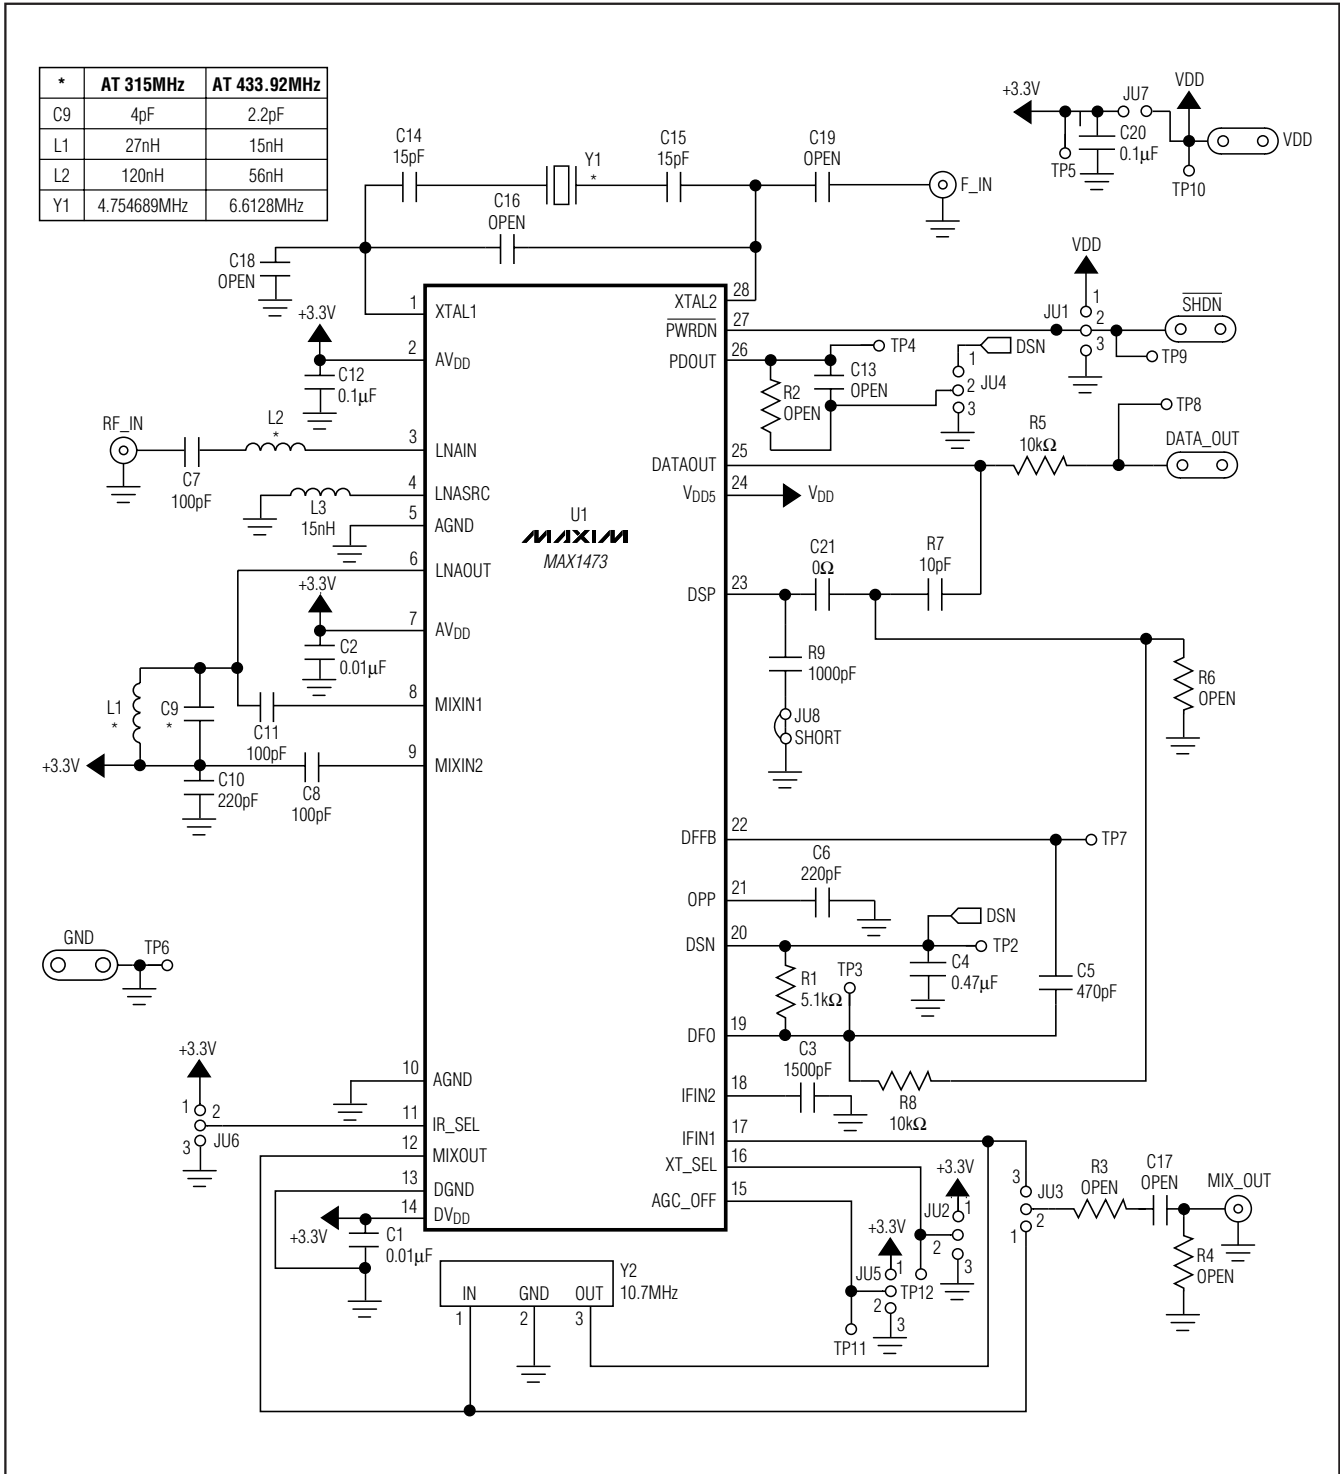 * AT 315MHz AT 433.92MHz
C9 4pF 2.2pF
L1 27nH 15nH
L2 120nH 56nH
Y1 4.754689MHz 6.6128MHz
C14
15pF
Y1
*
C15
15pF
C19
OPEN
F_IN
C16
OPEN
C18
OPEN
+3.3V
JU7
VDD
C20
0.1µF
TP5
TP10
VDD
U1
MAXIM
MAX1473
1 XTAL1
2 AVDD
3 LNAIN
4 LNASRC
5 AGND
6 LNAOUT
7 AVDD
8 MIXIN1
9 MIXIN2
10 AGND
11 IR_SEL
12 MIXOUT
13 DGND
14 DVDD
XTAL2 28
PWRDN 27
PDOUT 26
DATAOUT 25
VDD5 24
DSP 23
DFFB 22
OPP 21
DSN 20
DFO 19
IFIN2 18
IFIN1 17
XT_SEL 16
AGC_OFF 15
+3.3V
C12
0.1µF
RF_IN
C7
100pF
L2
*
L3
15nH
+3.3V
C2
0.01µF
L1
*
C9
*
C11
100pF
+3.3V
C10
220pF
C8
100pF
GND
TP6
+3.3V
1
2
3
JU6
+3.3V
C1
0.01µF
VDD
JU1
1
2
3
SHDN
TP9
TP4
C13
OPEN
R2
OPEN
DSN
1
2
3
JU4
TP8
R5
10kΩ
DATA_OUT
VDD
C21
0Ω
R7
10pF
R9
1000pF
JU8
SHORT
R6
OPEN
TP7
C6
220pF
DSN
TP2
R1
5.1kΩ
TP3
C4
0.47µF
C5
470pF
C3
1500pF
R8
10kΩ
+3.3V
JU2
1
2
3
TP12
+3.3V
JU5
1
2
3
TP11
3
JU3
2
1
R3
OPEN
C17
OPEN
MIX_OUT
R4
OPEN
IN GND OUT
1 2 3
Y2
10.7MHz